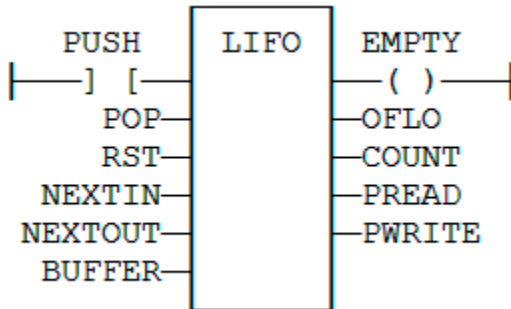 PUSH LIFO EMPTY
] [ ( )
POP OFLO
RST COUNT
NEXTIN PREAD
NEXTOUT PWRITE
BUFFER